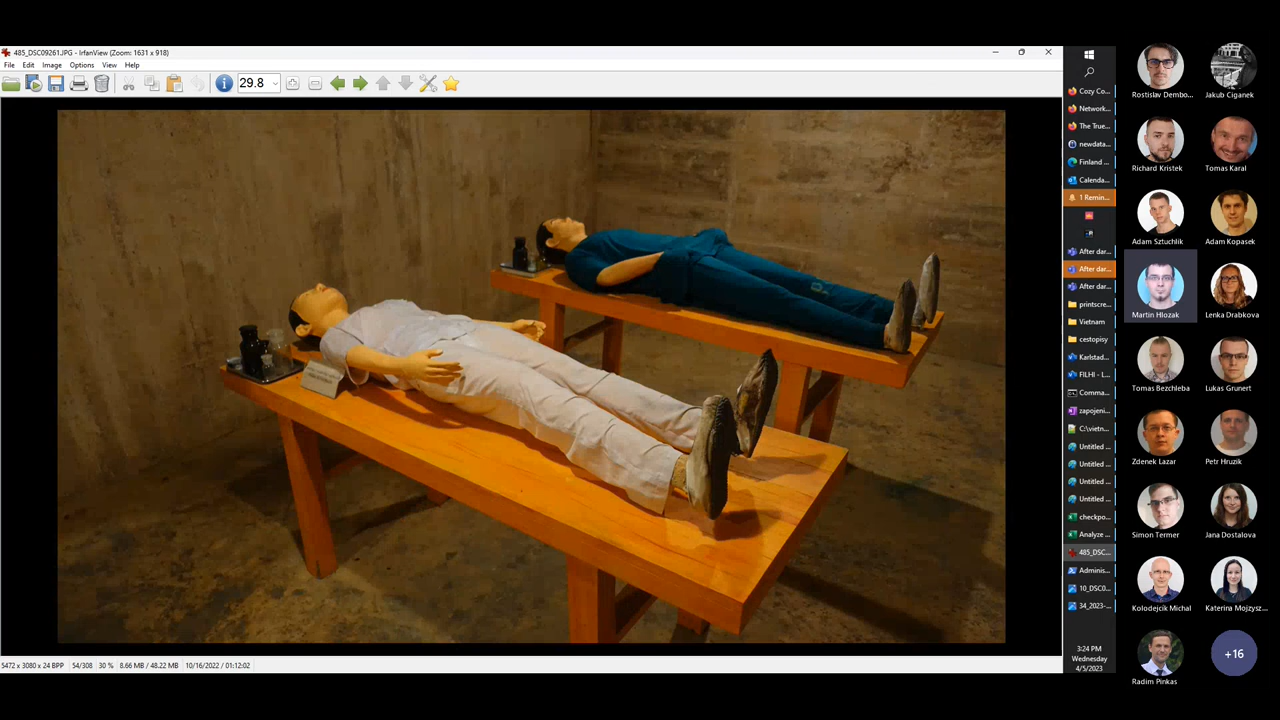 485_DSC09261.JPG - IrfanView (Zoom: 1631 x 918)
File Edit Image Options View Help
29.8
5472 x 3080 x 24 BPP 54/308 30 % 8.66 MB / 48.22 MB 10/16/2022 / 01:12:02
Cozy Co...
Network...
The True...
newdata...
Finland ...
Calenda...
1 Remin...
After dar...
After dar...
After dar...
printscre...
Vietnam
cestopisy
Karlstad...
FILHI - L...
Comma...
zapojeni...
C:\vietn...
Untitled ...
Untitled ...
Untitled ...
Untitled ...
checkpo...
Analyze ...
485_DSC...
Adminis...
10_DSC0...
34_2023-...
3:24 PM
Wednesday
4/5/2023
Rostislav Dembo... Jakub Ciganek
Richard Kristek Tomas Karal
Adam Sztuchlik Adam Kopasek
Martin Hlozak Lenka Drabkova
Tomas Bezchleba Lukas Grunert
Zdenek Lazar Petr Hruzik
Simon Termer Jana Dostalova
Kolodejcík Michal Katerina Mojzysz...
Radim Pinkas +16